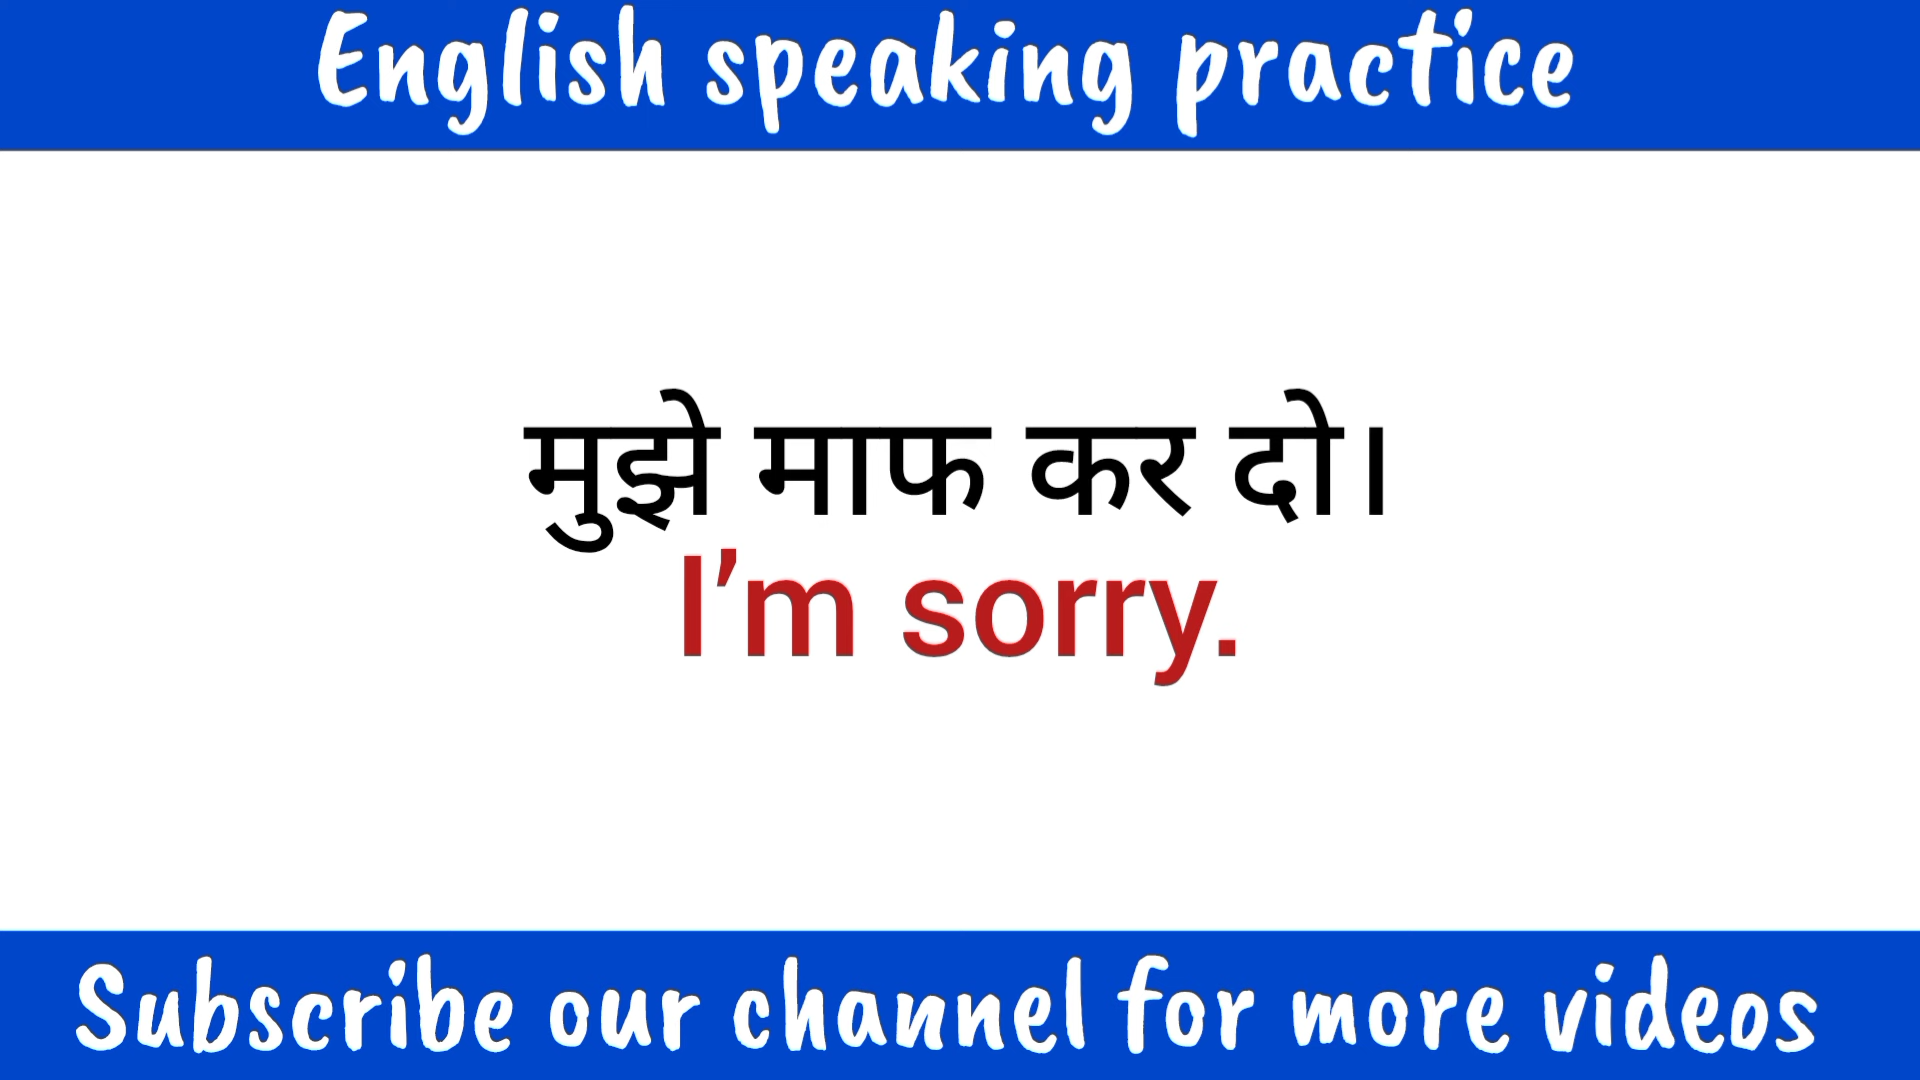 English speaking practice
मुझे माफ कर दो।
I’m sorry.
Subscribe our channel for more videos